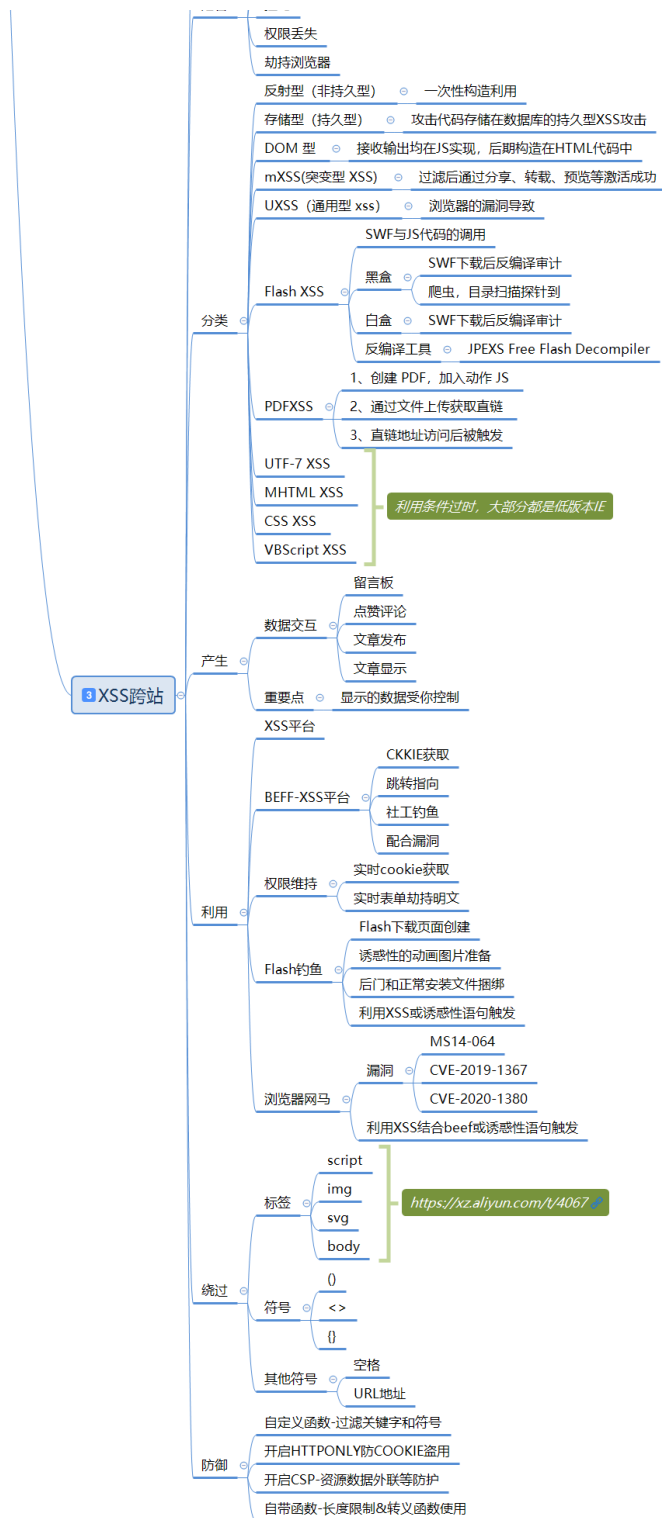 权限丢失
劫持浏览器
反射型（非持久型） 一次性构造利用
存储型（持久型） 攻击代码存储在数据库的持久型XSS攻击
DOM 型 接收输出均在JS实现，后期构造在HTML代码中
mXSS(突变型 XSS) 过滤后通过分享、转载、预览等激活成功
UXSS（通用型 xss） 浏览器的漏洞导致
SWF与JS代码的调用
SWF下载后反编译审计
黑盒
爬虫，目录扫描探针到
Flash XSS
分类
白盒 SWF下载后反编译审计
反编译工具 JPEXS Free Flash Decompiler
1、创建 PDF，加入动作 JS
PDFXSS 2、通过文件上传获取直链
3、直链地址访问后被触发
UTF-7 XSS
MHTML XSS
利用条件过时，大部分都是低版本IE
CSS XSS
VBScript XSS
留言板
点赞评论
数据交互
文章发布
产生
文章显示
3 XSS跨站
重要点 显示的数据受你控制
XSS平台
CKKIE获取
跳转指向
BEFF-XSS平台
社工钓鱼
配合漏洞
实时cookie获取
权限维持
实时表单劫持明文
利用
Flash下载页面创建
诱惑性的动画图片准备
Flash钓鱼
后门和正常安装文件捆绑
利用XSS或诱惑性语句触发
MS14-064
漏洞 CVE-2019-1367
CVE-2020-1380
浏览器网马
利用XSS结合beef或诱惑性语句触发
script
img
标签
https://xz.aliyun.com/t/4067
svg
body
绕过
()
符号 <>
{}
空格
其他符号
URL地址
自定义函数-过滤关键字和符号
开启HTTPONLY防COOKIE盗用
防御
开启CSP-资源数据外联等防护
自带函数-长度限制&转义函数使用